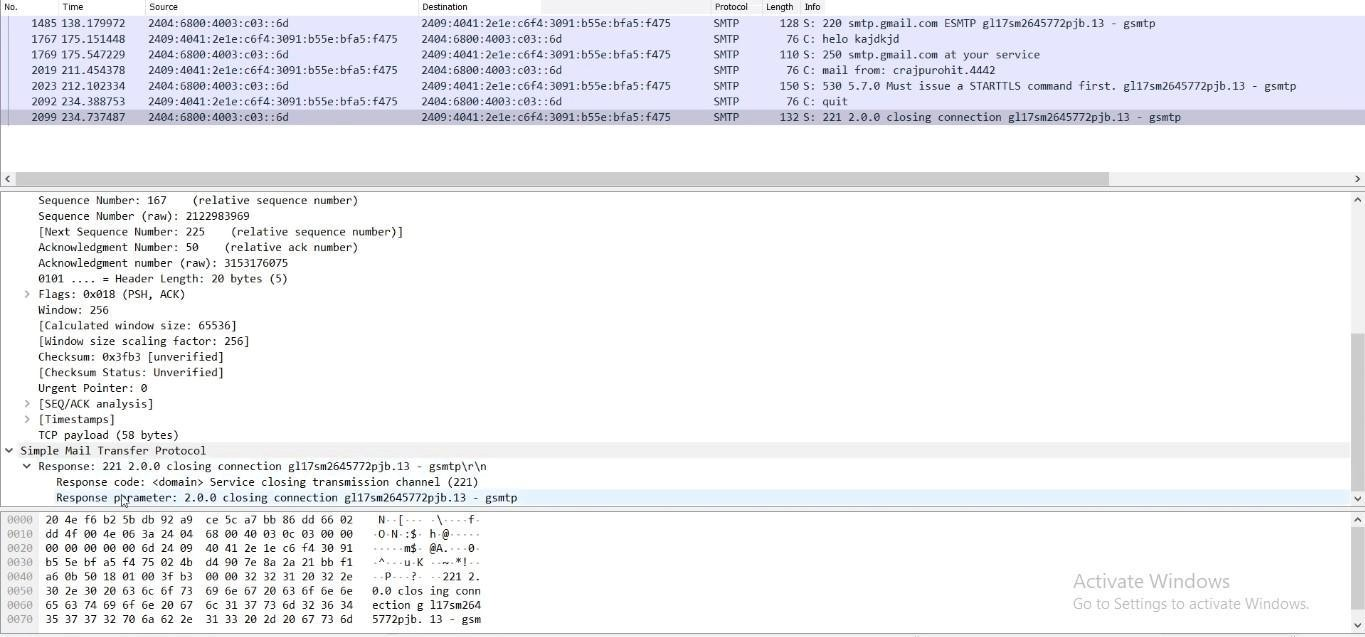 No. Time Source Destination Protocol Length Info
1485 138.179972 2404:6800:4003:c03::6d 2409:4041:2e1e:c6f4:3091:b55e:bfa5:f475 SMTP 128 S: 220 smtp.gmail.com ESMTP gl17sm2645772pjb.13 - gsmtp
1767 175.151448 2409:4041:2e1e:c6f4:3091:b55e:bfa5:f475 2404:6800:4003:c03::6d SMTP 76 C: helo kajdkjd
1769 175.547229 2404:6800:4003:c03::6d 2409:4041:2e1e:c6f4:3091:b55e:bfa5:f475 SMTP 110 S: 250 smtp.gmail.com at your service
2019 211.454378 2409:4041:2e1e:c6f4:3091:b55e:bfa5:f475 2404:6800:4003:c03::6d SMTP 76 C: mail from: crajpurohit.4442
2023 212.102334 2404:6800:4003:c03::6d 2409:4041:2e1e:c6f4:3091:b55e:bfa5:f475 SMTP 150 S: 530 5.7.0 Must issue a STARTTLS command first. gl17sm2645772pjb.13 - gsmtp
2092 234.388753 2409:4041:2e1e:c6f4:3091:b55e:bfa5:f475 2404:6800:4003:c03::6d SMTP 76 C: quit
2099 234.737487 2404:6800:4003:c03::6d 2409:4041:2e1e:c6f4:3091:b55e:bfa5:f475 SMTP 132 S: 221 2.0.0 closing connection gl17sm2645772pjb.13 - gsmtp
Sequence Number: 167 (relative sequence number)
Sequence Number (raw): 2122983969
[Next Sequence Number: 225 (relative sequence number)]
Acknowledgment Number: 50 (relative ack number)
Acknowledgment number (raw): 3153176075
0101 .... = Header Length: 20 bytes (5)
Flags: 0x018 (PSH, ACK)
Window: 256
[Calculated window size: 65536]
[Window size scaling factor: 256]
Checksum: 0x3fb3 [unverified]
[Checksum Status: Unverified]
Urgent Pointer: 0
[SEQ/ACK analysis]
[Timestamps]
TCP payload (58 bytes)
Simple Mail Transfer Protocol
Response: 221 2.0.0 closing connection gl17sm2645772pjb.13 - gsmtp\r\n
Response code: <domain> Service closing transmission channel (221)
Response parameter: 2.0.0 closing connection gl17sm2645772pjb.13 - gsmtp
0000 20 4e f6 b2 5b db 92 a9 ce 5c a7 bb 86 dd 66 02 N··[··· ·\····f·
0010 dd 4f 00 4e 06 3a 24 04 68 00 40 03 0c 03 00 00 ·O·N·:$· h·@·····
0020 00 00 00 00 00 6d 24 09 40 41 2e 1e c6 f4 30 91 ·····m$· @A.···0·
0030 b5 5e bf a5 f4 75 02 4b d4 90 7e 8a 2a 21 bb f1 ·^···u·K ··~·*!··
0040 a6 0b 50 18 01 00 3f b3 00 00 32 32 31 20 32 2e ··P···?· ··221 2.
0050 30 2e 30 20 63 6c 6f 73 69 6e 67 20 63 6f 6e 6e 0.0 clos ing conn
0060 65 63 74 69 6f 6e 20 67 6c 31 37 73 6d 32 36 34 ection g l17sm264
0070 35 37 37 32 70 6a 62 2e 31 33 20 2d 20 67 73 6d 5772pjb. 13 - gsm
Activate Windows
Go to Settings to activate Windows.